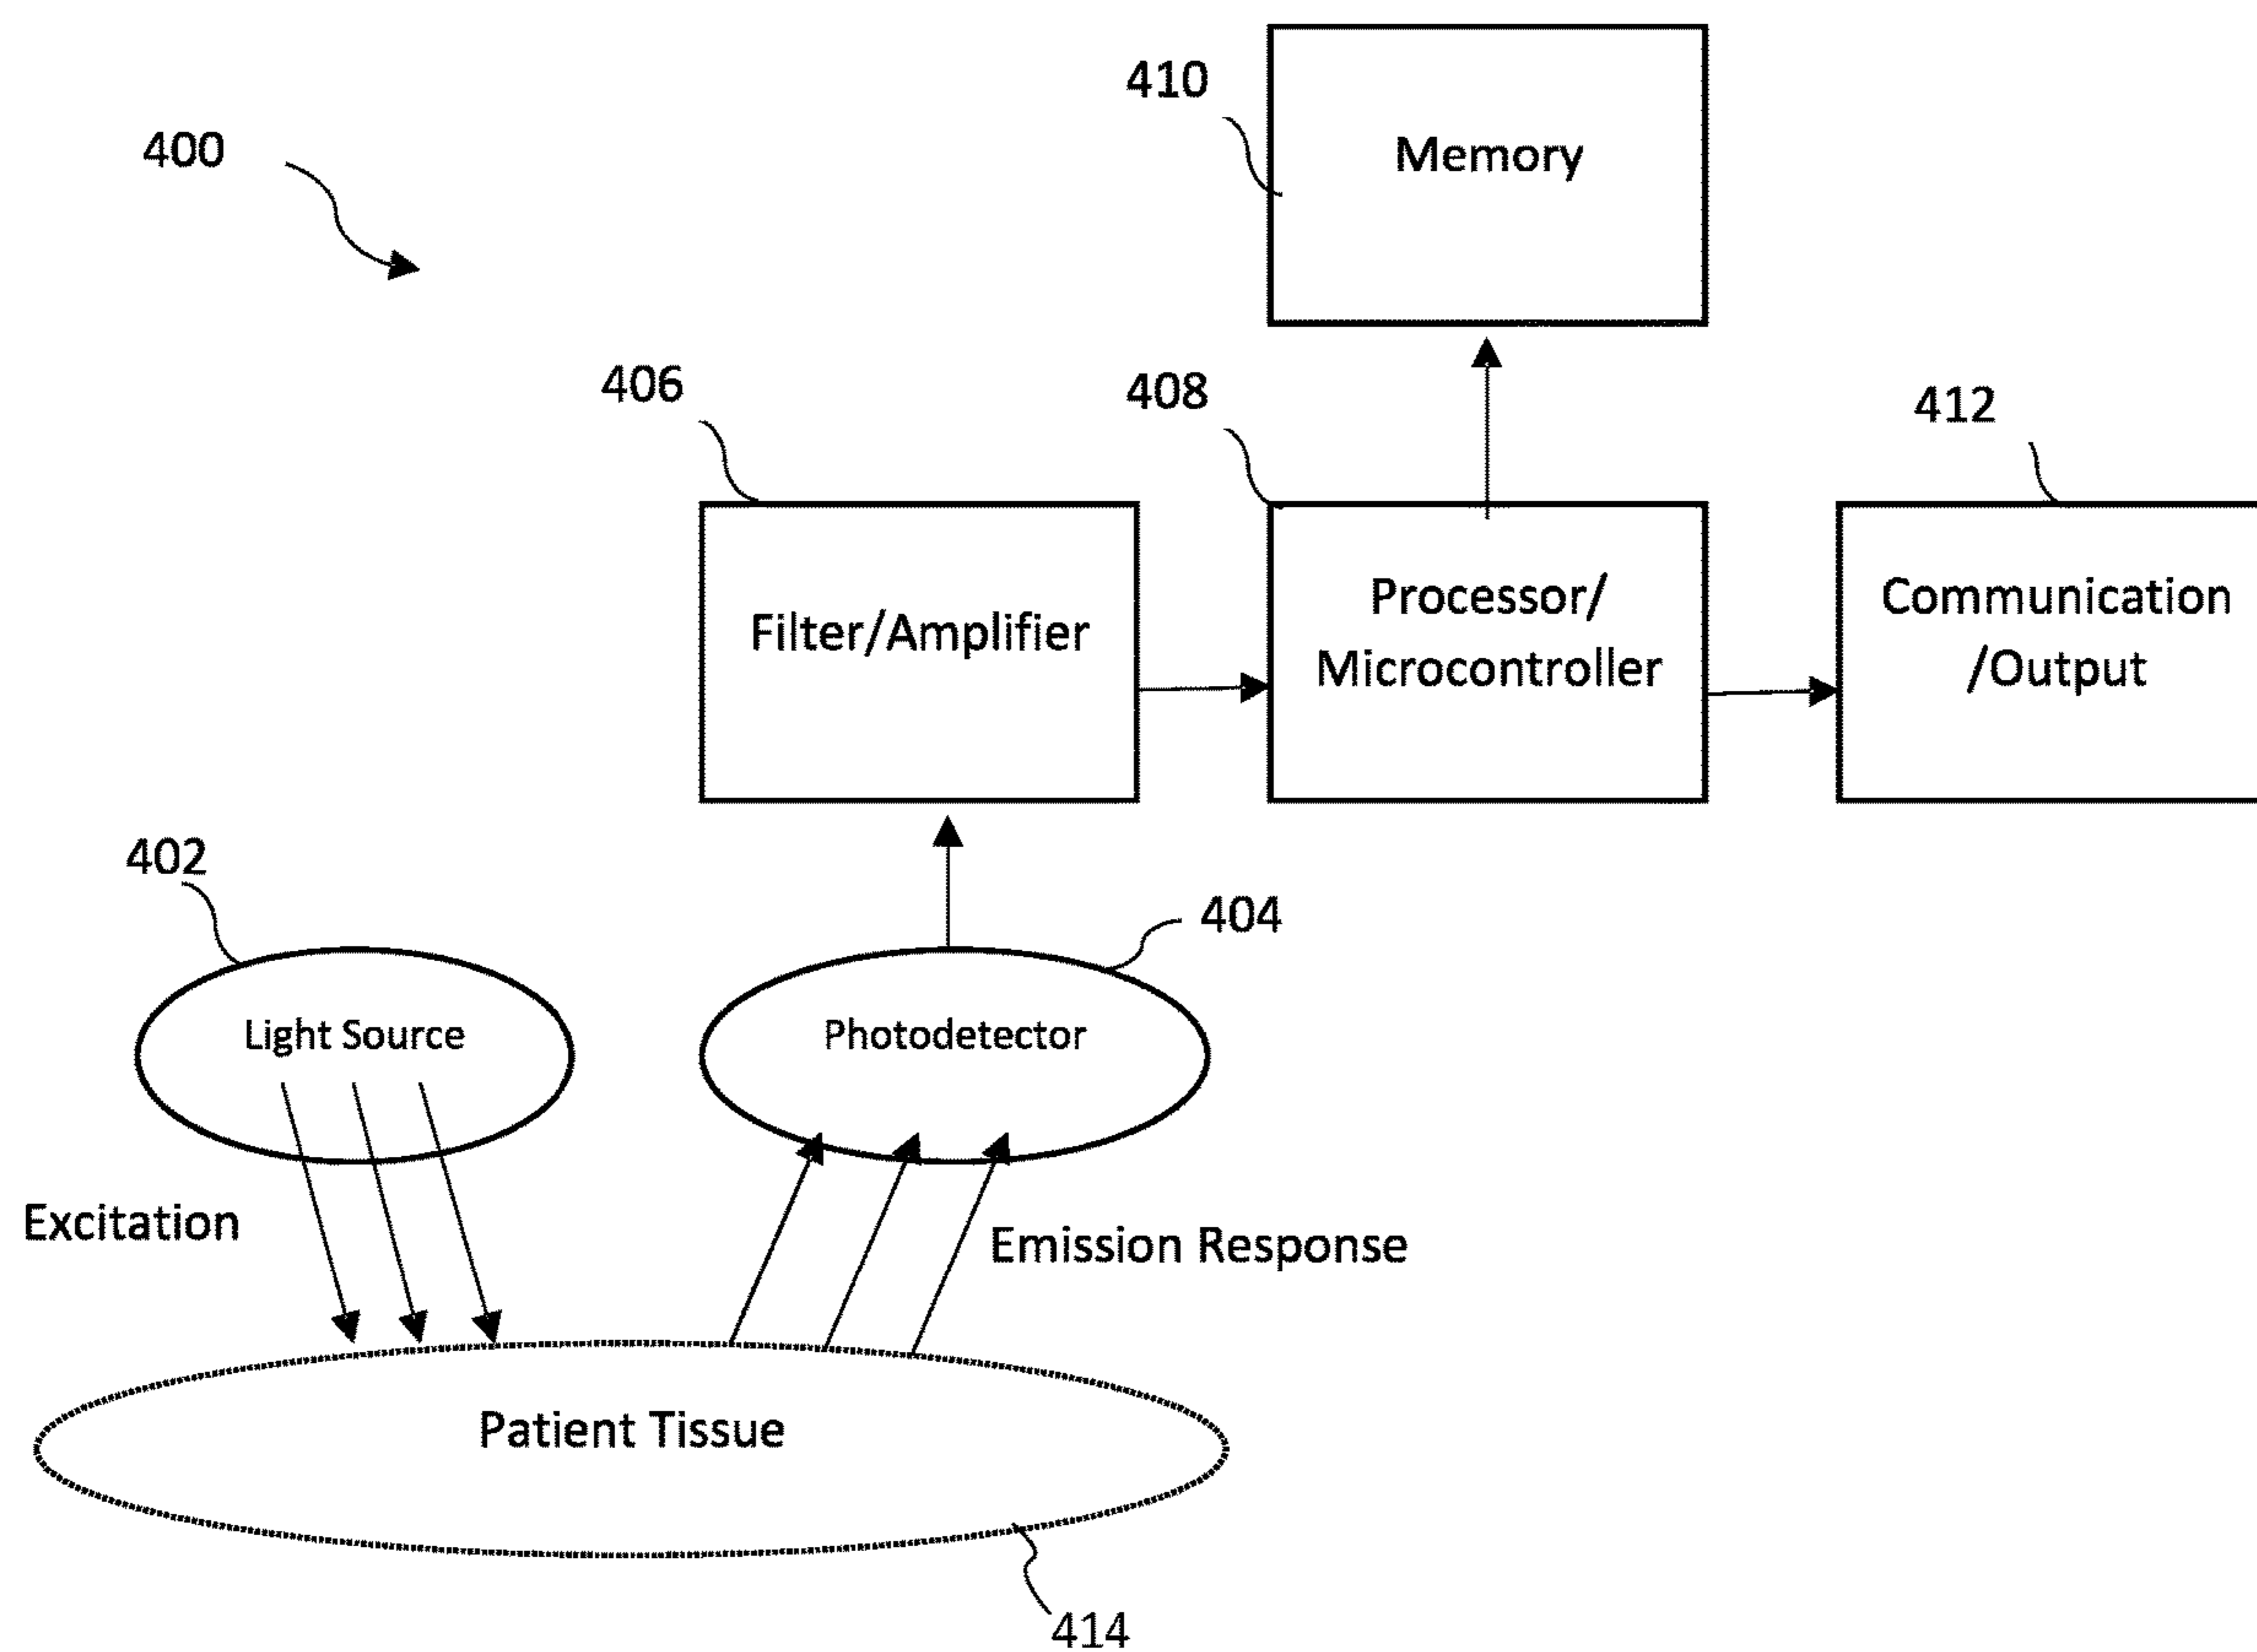 410
Memory
400
406
408
412
Filter/Amplifier
Processor/
Microcontroller
Communication
/Output
402
404
Light Source
Photodetector
Excitation
Emission Response
Patient Tissue
414